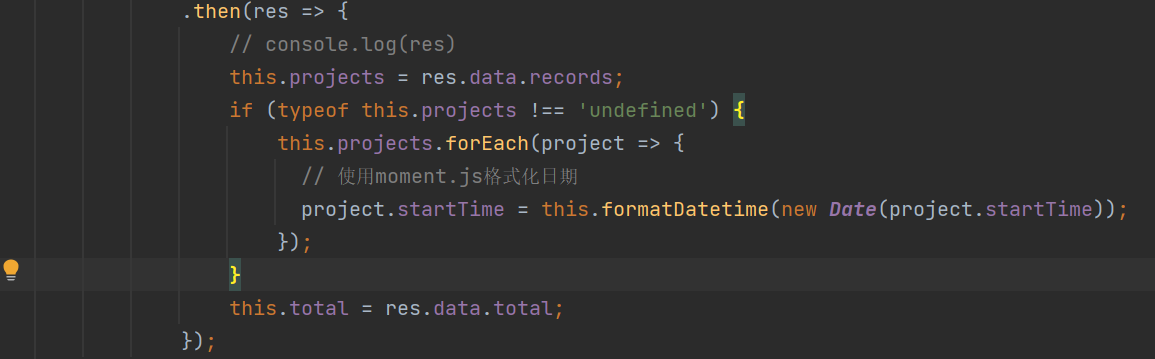 .then(res => {
// console.log(res)
this.projects = res.data.records;
if (typeof this.projects !== 'undefined') {
this.projects.forEach(project => {
// 使用moment.js格式化日期
project.startTime = this.formatDatetime(new Date(project.startTime));
});
}
this.total = res.data.total;
});